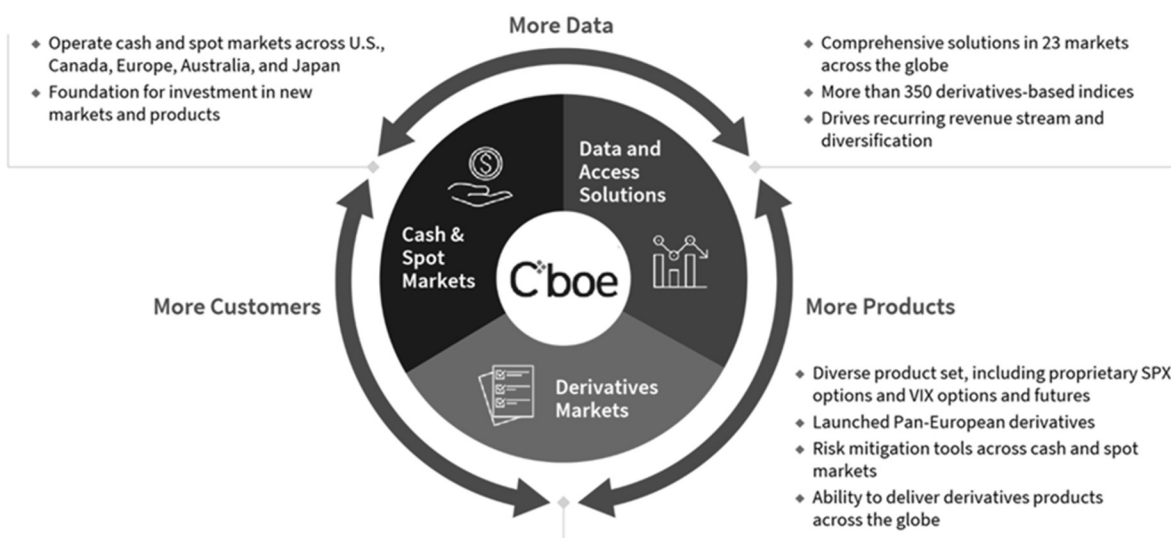 More Data
Operate cash and spot markets across U.S.,
Canada, Europe, Australia, and Japan
Foundation for investment in new
markets and products
Comprehensive solutions in 23 markets
across the globe
More than 350 derivatives-based indices
Drives recurring revenue stream and
diversification
Data and
Access
Solutions
Cash &
Spot
Markets
Cboe
More Customers
More Products
Derivatives
Markets
Diverse product set, including proprietary SPX
options and VIX options and futures
Launched Pan-European derivatives
Risk mitigation tools across cash and spot
markets
Ability to deliver derivatives products
across the globe